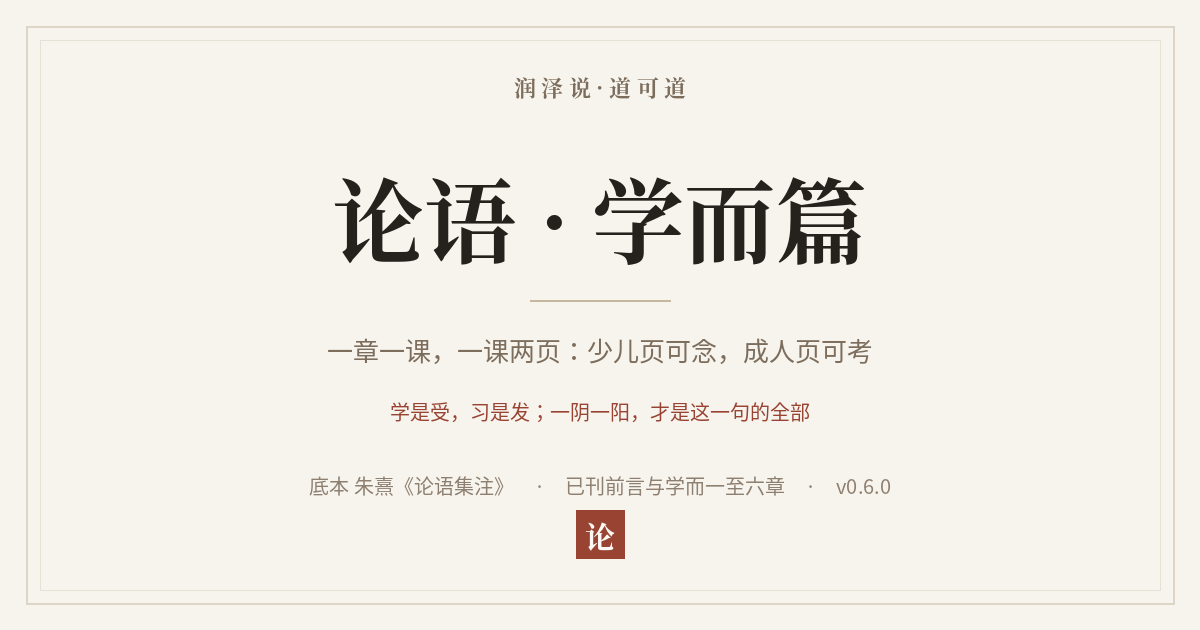 润泽说·道可道
论语·学而篇
一章一课，一课两页：少儿页可念，成人页可考
学是受，习是发；一阴一阳，才是这一句的全部
底本 朱熹《论语集注》 · 已刊前言与学而一至六章 · v0.6.0
论